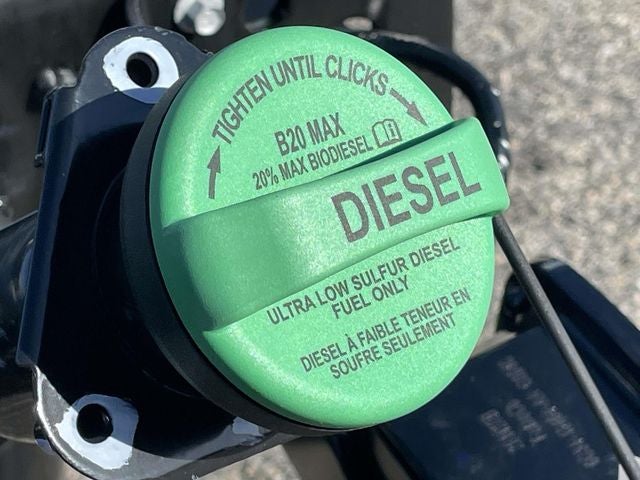 TIGHTEN UNTIL CLICKS
B20 MAX
20% MAX BIODIESEL
DIESEL
ULTRA LOW SULFUR DIESEL
FUEL ONLY
DIESEL À FAIBLE TENEUR EN
SOUFRE SEULEMENT